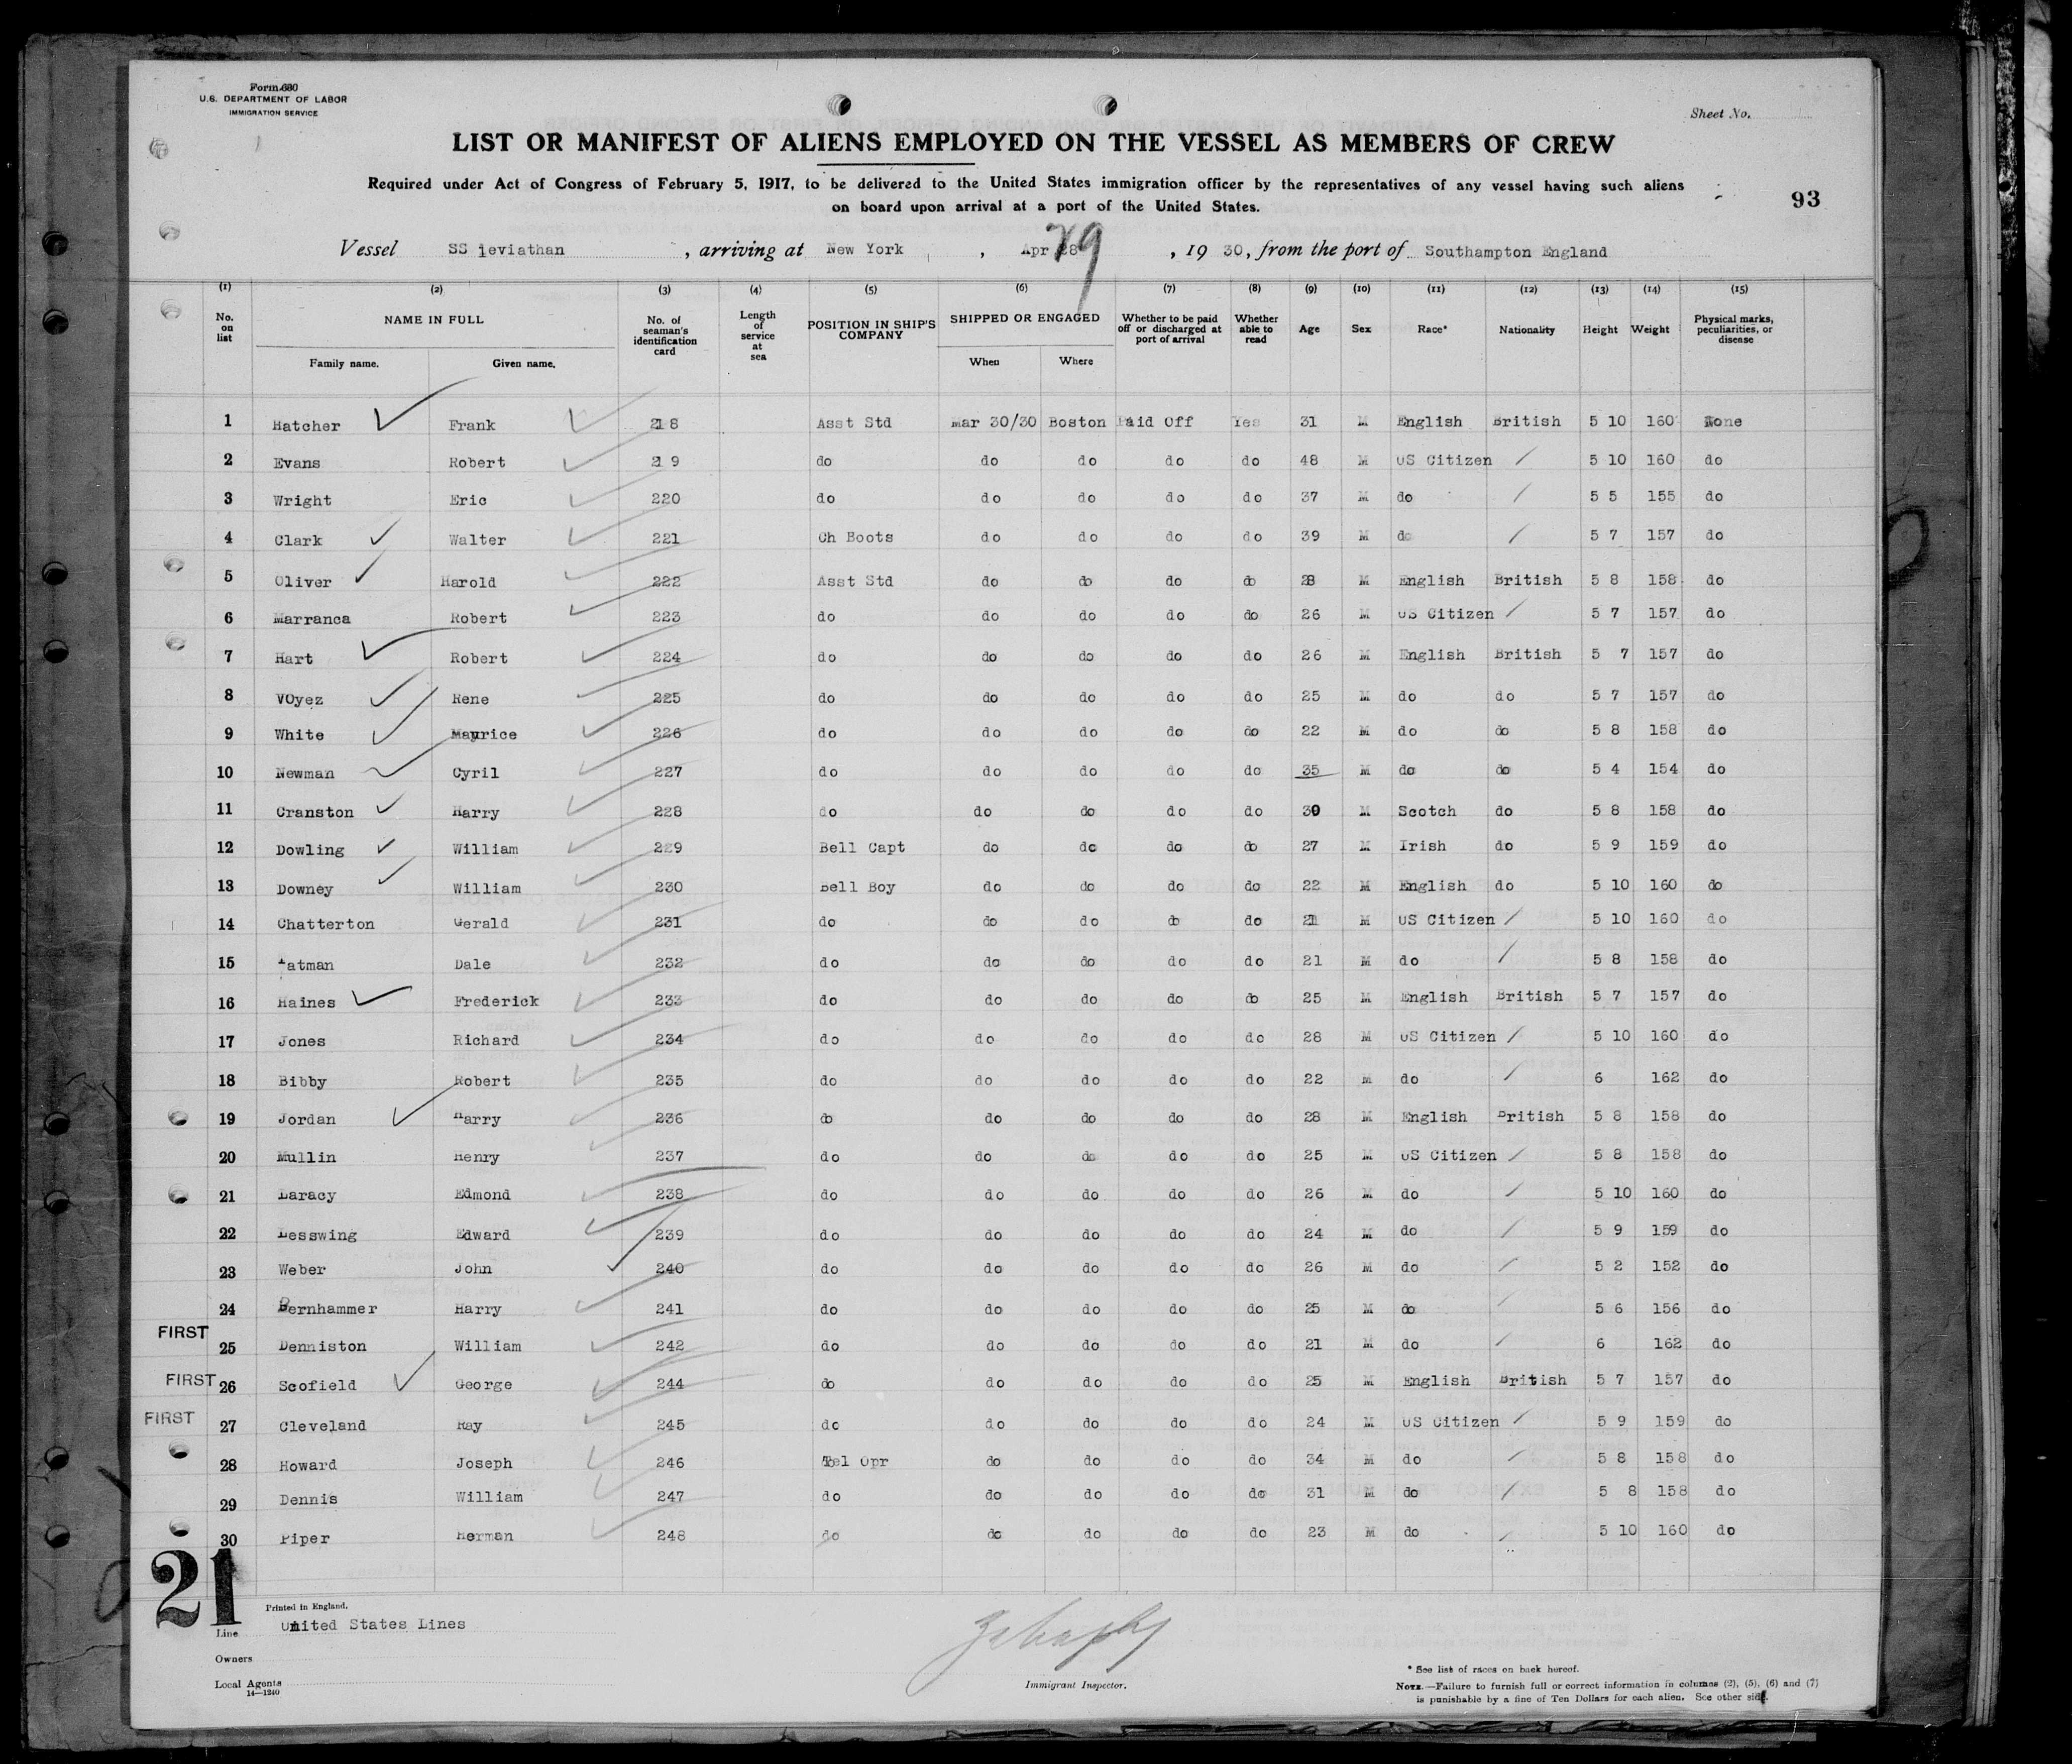 Form 680
U.S. DEPARTMENT OF LABOR
IMMIGRATION SERVICE
Sheet No.
LIST OR MANIFEST OF ALIENS EMPLOYED ON THE VESSEL AS MEMBERS OF CREW
Required under Act of Congress of February 5, 1917, to be delivered to the United States immigration officer by the representatives of any vessel having such aliens
on board upon arrival at a port of the United States.
93
Vessel SS leviathan , arriving at New York , Apr 29 , 19 30, from the port of Southampton England
(1) (2) (3) (4) (5) (6) (7) (8) (9) (10) (11) (12) (13) (14) (15)
No. on list NAME IN FULL Family name. Given name. No. of seaman's identification card Length of service at sea POSITION IN SHIP'S COMPANY SHIPPED OR ENGAGED When Where Whether to be paid off or discharged at port of arrival Whether able to read Age Sex Race* Nationality Height Weight Physical marks, peculiarities, or disease
1 Hatcher Frank 218 Asst Std Mar 30/30 Boston Paid Off Yes 31 M English British 5 10 160 None
2 Evans Robert 219 do do do do do 48 M US Citizen 5 10 160 do
3 Wright Eric 220 do do do do do 37 M do 5 5 155 do
4 Clark Walter 221 Ch Boots do do do do 39 M do 5 7 157 do
5 Oliver Harold 222 Asst Std do do do do 28 M English British 5 8 158 do
6 Marranca Robert 223 do do do do do 26 M US Citizen 5 7 157 do
7 Hart Robert 224 do do do do do 26 M English British 5 7 157 do
8 VOyez Rene 225 do do do do do 25 M do do 5 7 157 do
9 White Maurice 226 do do do do do 22 M do do 5 8 158 do
10 Newman Cyril 227 do do do do do 35 M do do 5 4 154 do
11 Cranston Harry 228 do do do do do 30 M Scotch do 5 8 158 do
12 Dowling William 229 Bell Capt do do do do 27 M Irish do 5 9 159 do
13 Downey William 230 Bell Boy do do do do 22 M English do 5 10 160 do
14 Chatterton Gerald 231 do do do do do 21 M US Citizen 5 10 160 do
15 atman Dale 232 do do do do do 21 M do 5 8 158 do
16 Haines Frederick 233 do do do do do 25 M English British 5 7 157 do
17 Jones Richard 234 do do do do do 28 M US Citizen 5 10 160 do
18 Bibby Robert 235 do do do do do 22 M do 6 162 do
19 Jordan Harry 236 do do do do do 28 M English British 5 8 158 do
20 Mullin Henry 237 do do do do do 25 M US Citizen 5 8 158 do
21 Laracy Edmond 238 do do do do do 26 M do 5 10 160 do
22 Lesswing Edward 239 do do do do do 24 M do 5 9 159 do
23 Weber John 240 do do do do do 26 M do 5 2 152 do
24 Bernhammer Harry 241 do do do do do 25 M do 5 6 156 do
FIRST
25 Denniston William 242 do do do do do 21 M do 6 162 do
FIRST 26 Scofield George 244 do do do do do 25 M English British 5 7 157 do
FIRST
27 Cleveland Ray 245 do do do do do 24 M US Citizen 5 9 159 do
28 Howard Joseph 246 Tel Opr do do do do 34 M do 5 8 158 do
29 Dennis William 247 do do do do do 31 M do 5 8 158 do
30 Piper Herman 248 do do do do do 23 M do 5 10 160 do
21
Printed in England.
Line United States Lines
Owners
Local Agents
14—1240
Immigrant Inspector.
* See list of races on back hereof.
NOTE.—Failure to furnish full or correct information in columns (2), (5), (6) and (7)
is punishable by a fine of Ten Dollars for each alien. See other side.